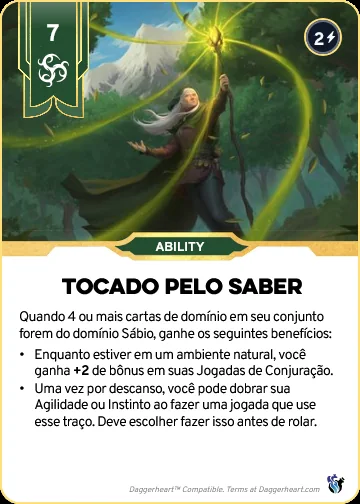 7
2
ABILITY
TOCADO PELO SABER
Quando 4 ou mais cartas de domínio em seu conjunto
forem do domínio Sábio, ganhe os seguintes benefícios:
• Enquanto estiver em um ambiente natural, você
ganha +2 de bônus em suas Jogadas de Conjuração.
• Uma vez por descanso, você pode dobrar sua
Agilidade ou Instinto ao fazer uma jogada que use
esse traço. Deve escolher fazer isso antes de rolar.
Daggerheart™ Compatible. Terms at Daggerheart.com